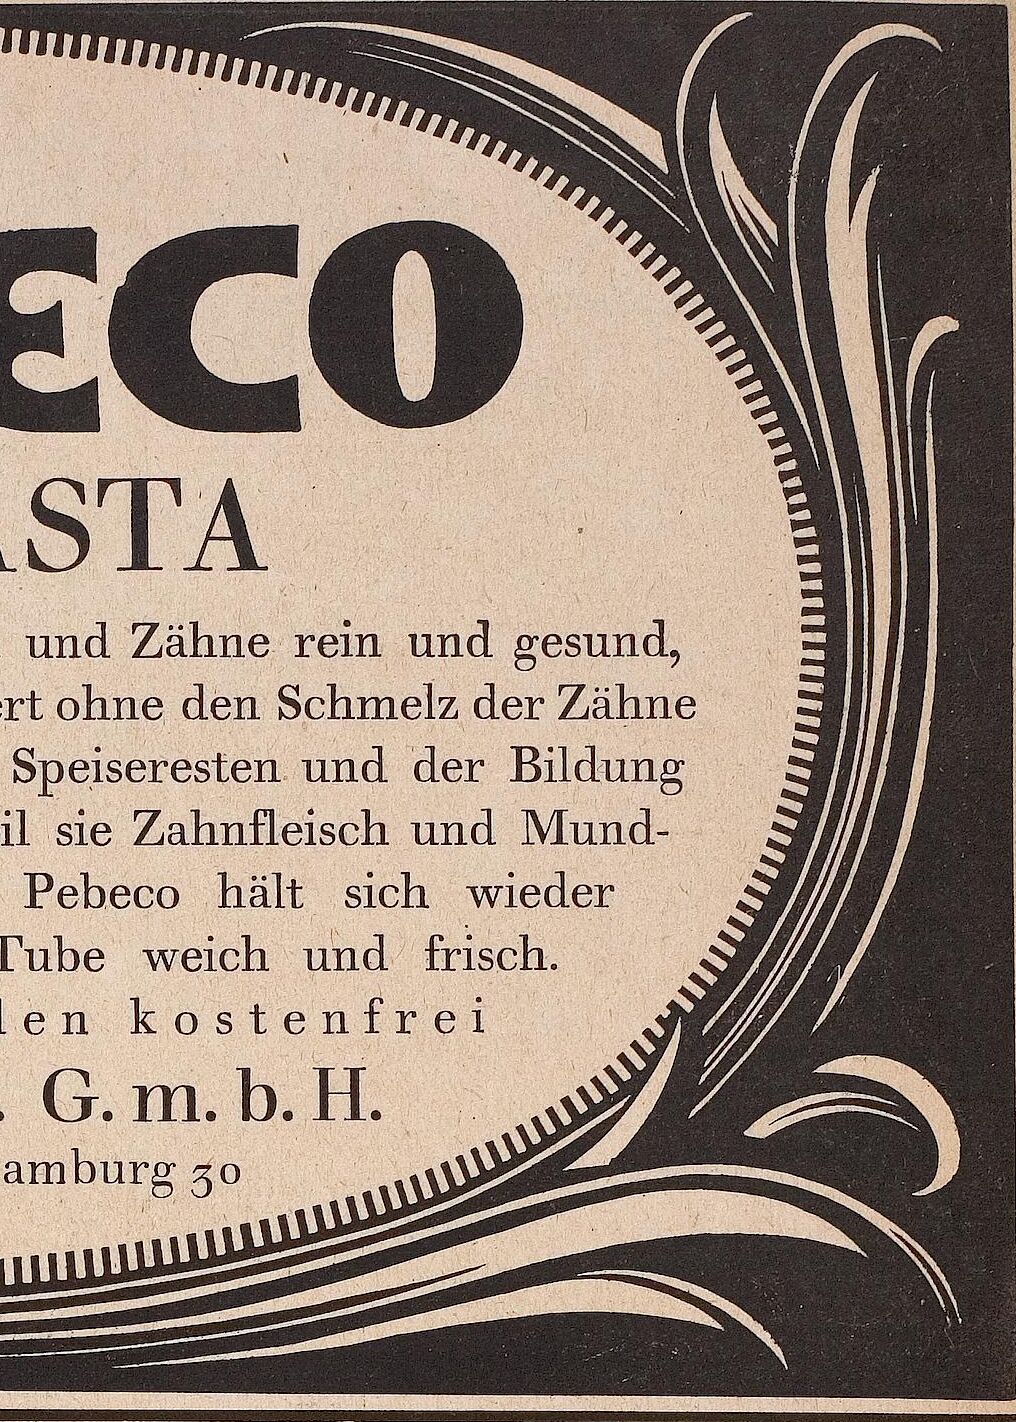 ECO
ASTA
und Zähne rein und gesund,
ert ohne den Schmelz der Zähne
Speiseresten und der Bildung
il sie Zahnfleisch und Mund-
Pebeco hält sich wieder
Tube weich und frisch.
len kostenfrei
. G. m. b. H.
amburg 30